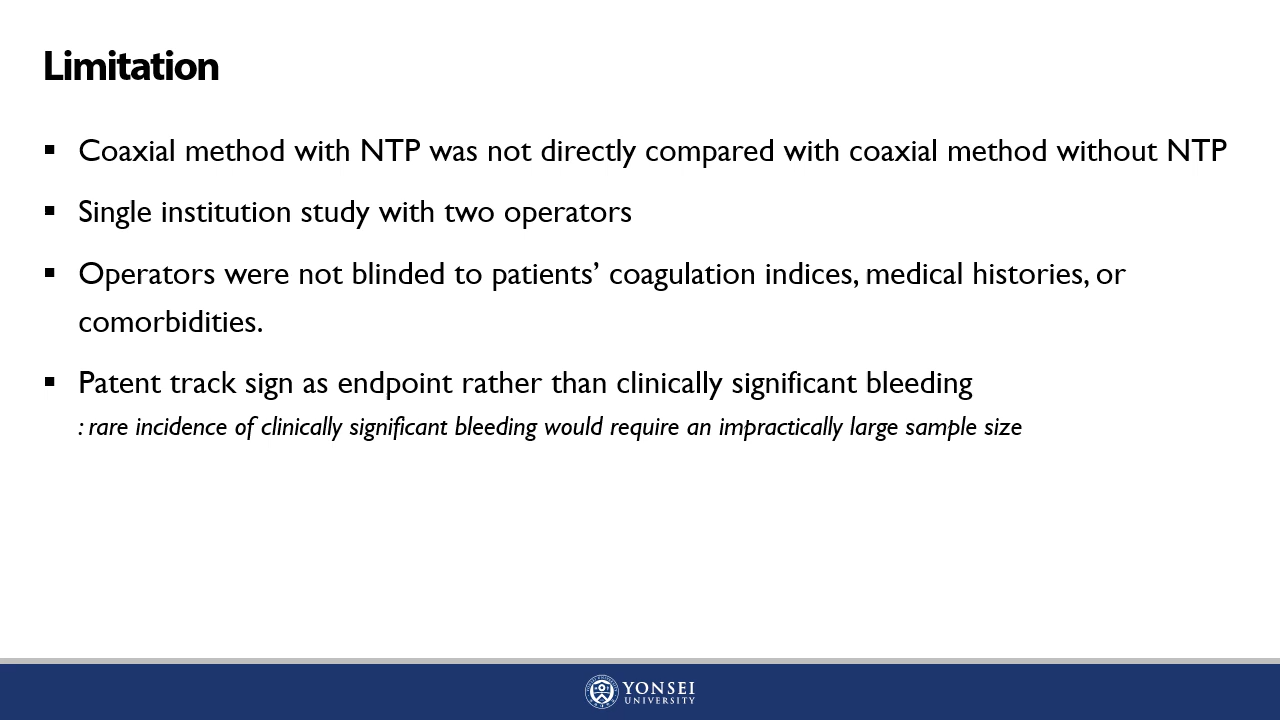 Limitation
▪ Coaxial method with NTP was not directly compared with coaxial method without NTP
▪ Single institution study with two operators
▪ Operators were not blinded to patients’ coagulation indices, medical histories, or
comorbidities.
▪ Patent track sign as endpoint rather than clinically significant bleeding
: rare incidence of clinically significant bleeding would require an impractically large sample size
YONSEI
UNIVERSITY